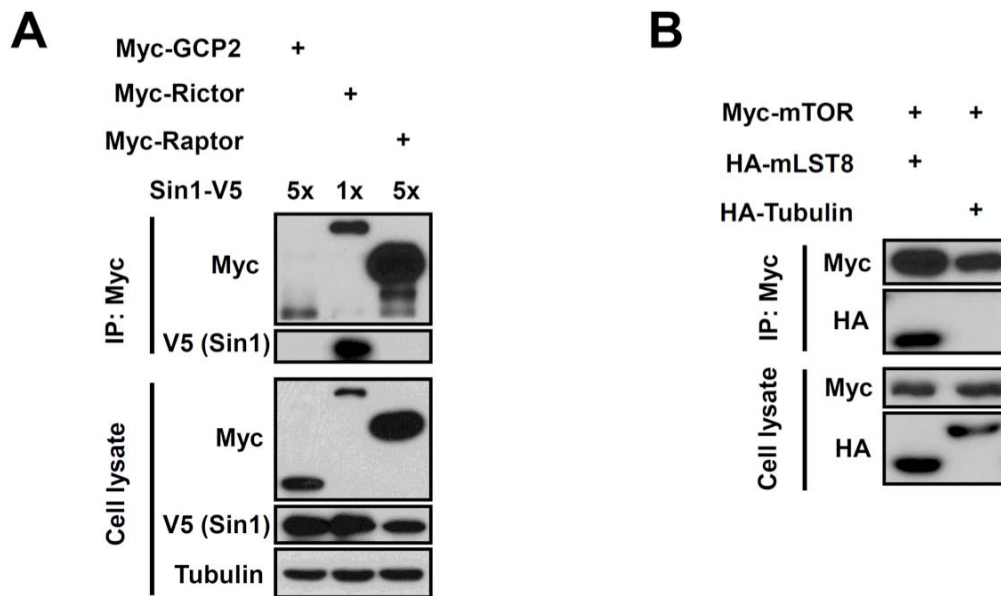 A
Myc-GCP2 +
Myc-Rictor +
Myc-Raptor +
Sin1-V5 5x 1x 5x
IP: Myc
Myc
V5 (Sin1)
Cell lysate
Myc
V5 (Sin1)
Tubulin
B
Myc-mTOR + +
HA-mLST8 +
HA-Tubulin +
IP: Myc
Myc
HA
Cell lysate
Myc
HA